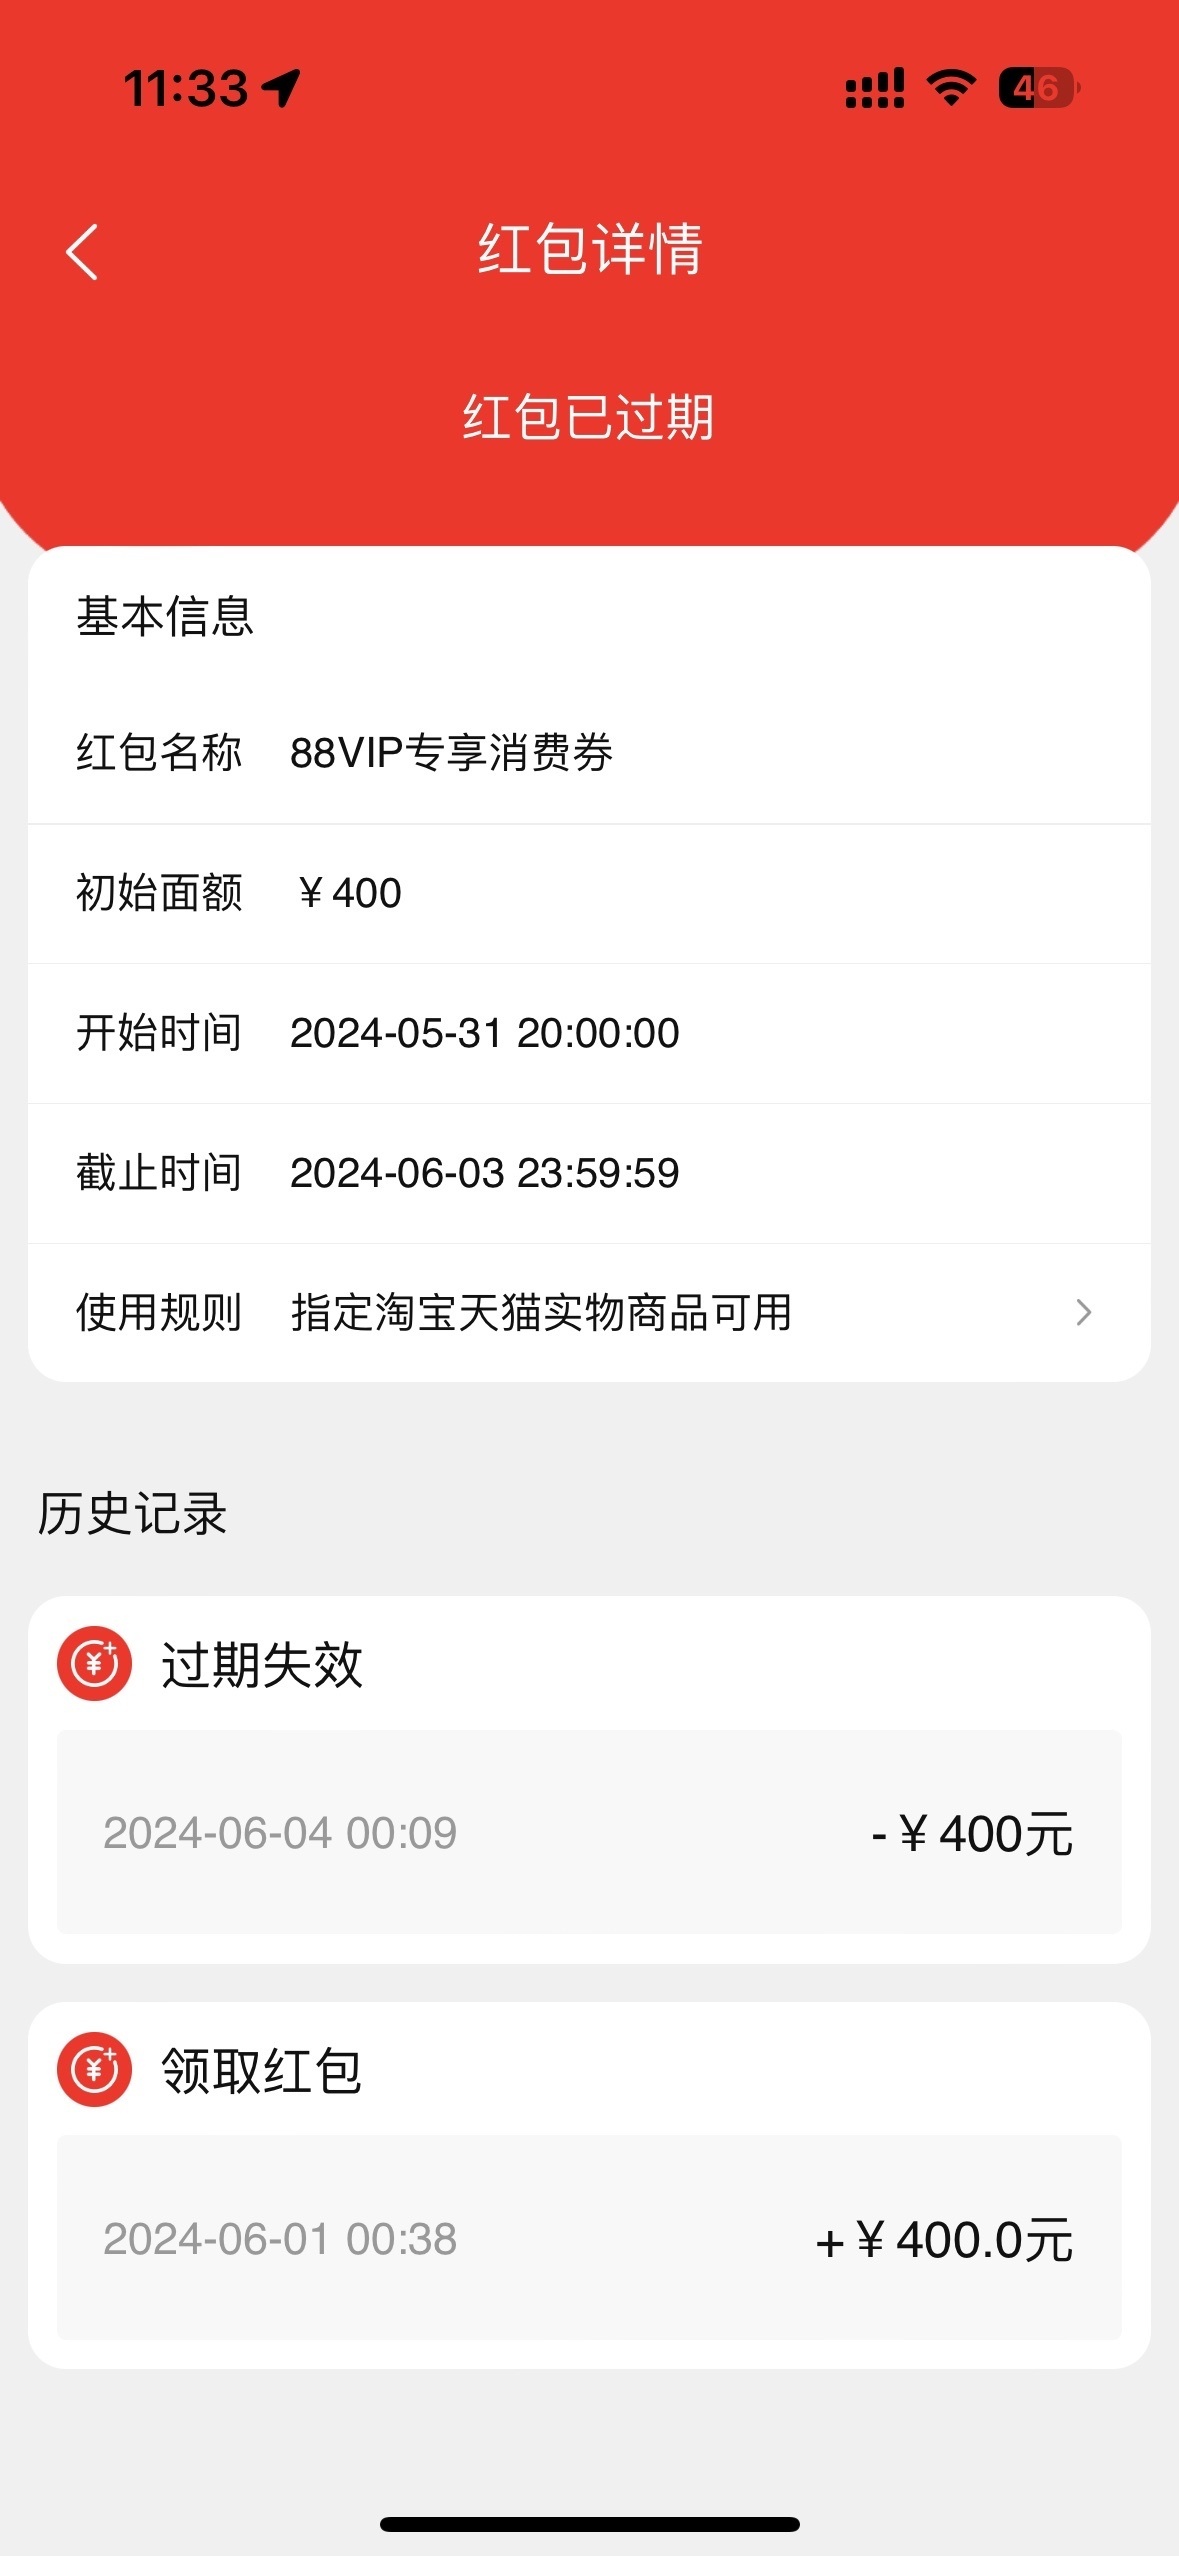 11:33
46
红包详情
红包已过期
基本信息
红包名称 88VIP专享消费券
初始面额 ￥400
开始时间 2024-05-31 20:00:00
截止时间 2024-06-03 23:59:59
使用规则 指定淘宝天猫实物商品可用
历史记录
过期失效
2024-06-04 00:09 -￥400元
领取红包
2024-06-01 00:38 +￥400.0元